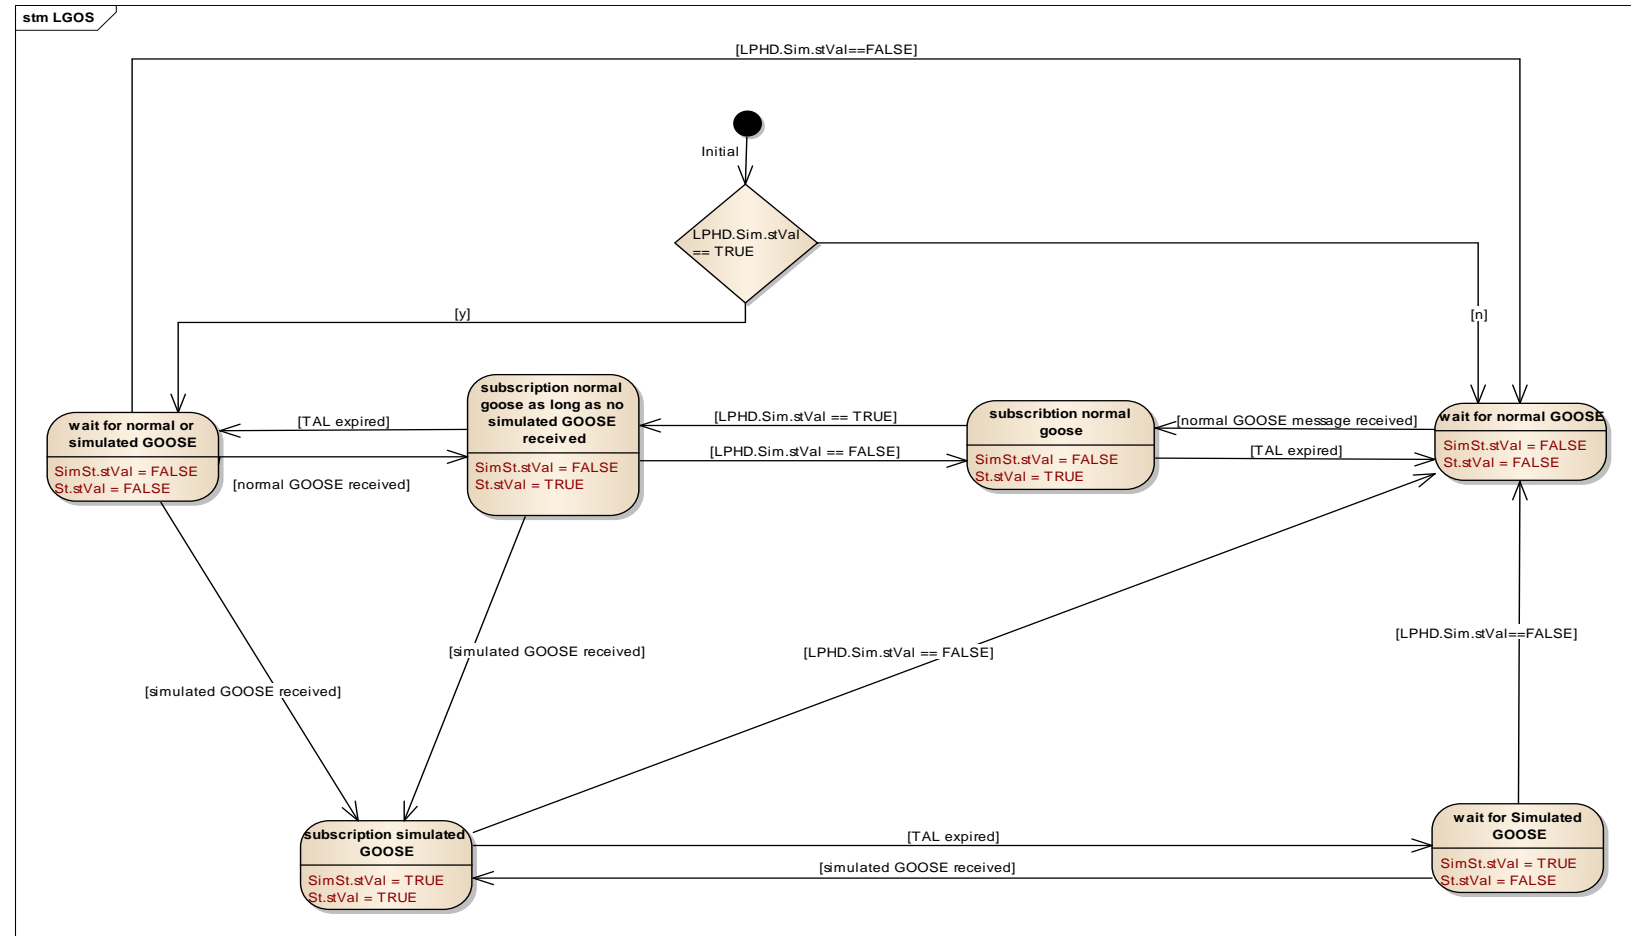 stm LGOS
[LPHD.Sim.stVal==FALSE]
Initial
LPHD.Sim.stVal
== TRUE
[y]
[n]
subscription normal
goose as long as no
simulated GOOSE
received
SimSt.stVal = FALSE
St.stVal = TRUE
[TAL expired]
wait for normal or
simulated GOOSE
SimSt.stVal = FALSE
St.stVal = FALSE
[normal GOOSE received]
[LPHD.Sim.stVal == TRUE]
[LPHD.Sim.stVal == FALSE]
subscribtion normal
goose
SimSt.stVal = FALSE
St.stVal = TRUE
[normal GOOSE message received]
[TAL expired]
wait for normal GOOSE
SimSt.stVal = FALSE
St.stVal = FALSE
[simulated GOOSE received]
[simulated GOOSE received]
[LPHD.Sim.stVal == FALSE]
[LPHD.Sim.stVal==FALSE]
subscription simulated
GOOSE
SimSt.stVal = TRUE
St.stVal = TRUE
[TAL expired]
[simulated GOOSE received]
wait for Simulated
GOOSE
SimSt.stVal = TRUE
St.stVal = FALSE